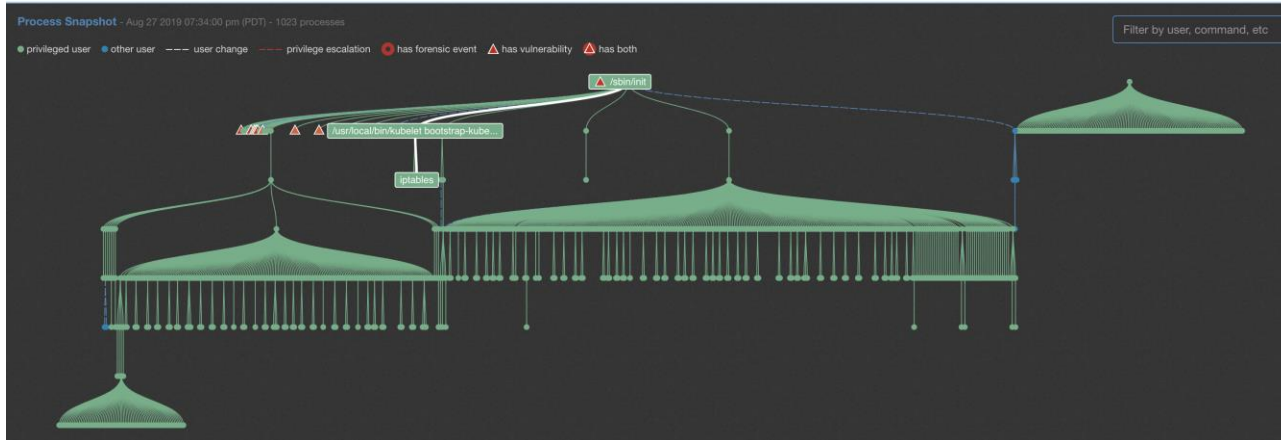 Process Snapshot - Aug 27 2019 07:34:00 pm (PDT) - 1023 processes
Filter by user, command, etc
privileged user other user user change privilege escalation has forensic event has vulnerability has both
/sbin/init
/usr/local/bin/kubelet bootstrap-kube...
iptables